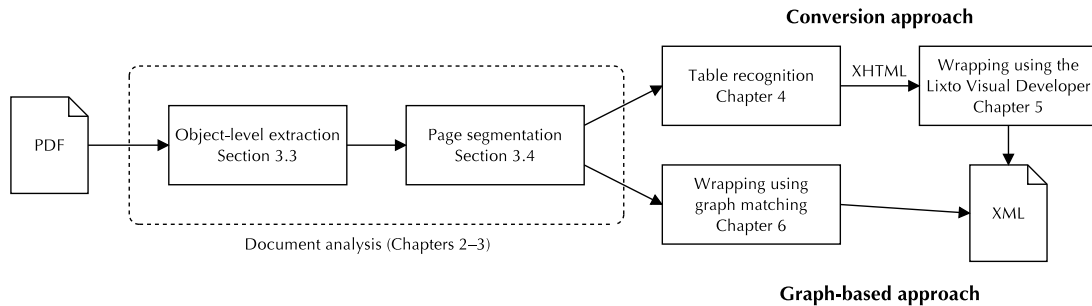 Conversion approach
PDF
Object-level extraction
Section 3.3
Page segmentation
Section 3.4
Document analysis (Chapters 2–3)
Table recognition
Chapter 4
XHTML
Wrapping using the
Lixto Visual Developer
Chapter 5
Wrapping using
graph matching
Chapter 6
XML
Graph-based approach